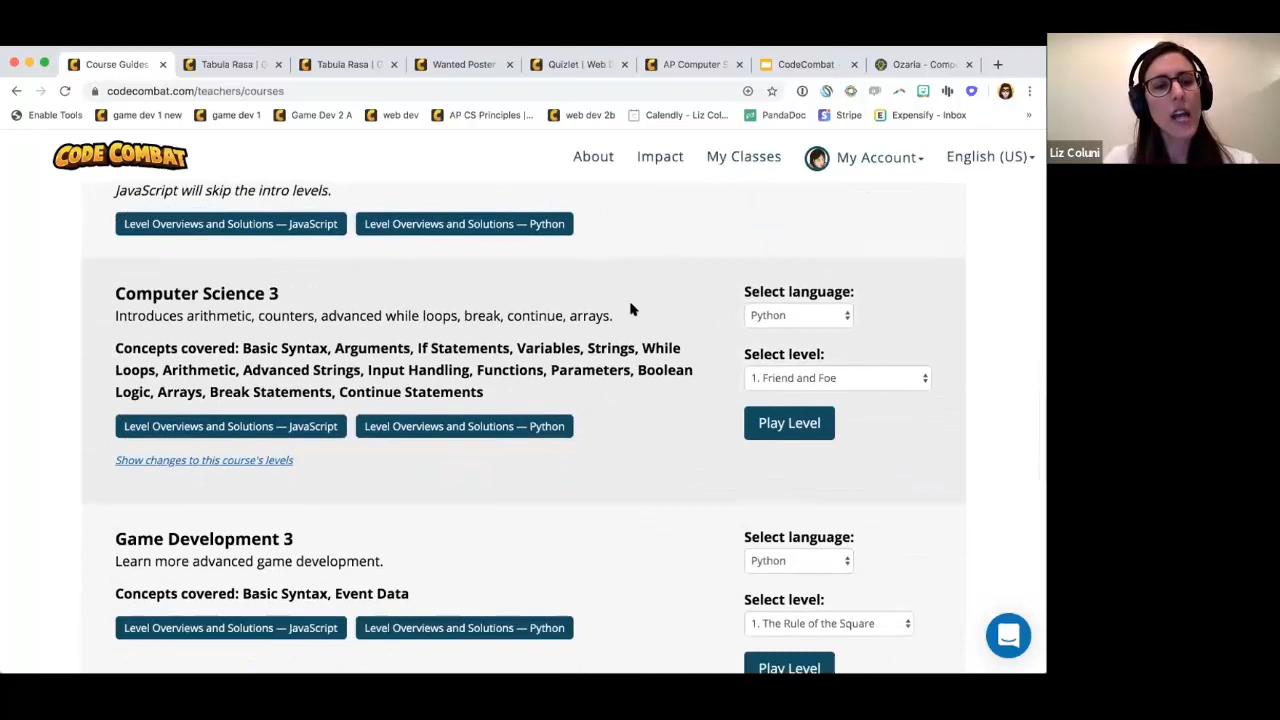 Course Guides
Tabula Rasa | G
Tabula Rasa | G
Wanted Poster
Quizlet | Web D
AP Computer S
CodeCombat -
Ozaria - Comp
codecombat.com/teachers/courses
Enable Tools
game dev 1 new
game dev 1
Game Dev 2 A
web dev
AP CS Principles |...
web dev 2b
Calendly - Liz Col...
PandaDoc
Stripe
Expensify - Inbox
»
CODE COMBAT
About
Impact
My Classes
My Account
English (US)
Liz Coluni
JavaScript will skip the intro levels.
Level Overviews and Solutions — JavaScript
Level Overviews and Solutions — Python
Computer Science 3
Introduces arithmetic, counters, advanced while loops, break, continue, arrays.
Concepts covered: Basic Syntax, Arguments, If Statements, Variables, Strings, While
Loops, Arithmetic, Advanced Strings, Input Handling, Functions, Parameters, Boolean
Logic, Arrays, Break Statements, Continue Statements
Level Overviews and Solutions — JavaScript
Level Overviews and Solutions — Python
Show changes to this course's levels
Select language:
Python
Select level:
1. Friend and Foe
Play Level
Game Development 3
Learn more advanced game development.
Concepts covered: Basic Syntax, Event Data
Level Overviews and Solutions — JavaScript
Level Overviews and Solutions — Python
Select language:
Python
Select level:
1. The Rule of the Square
Play Level